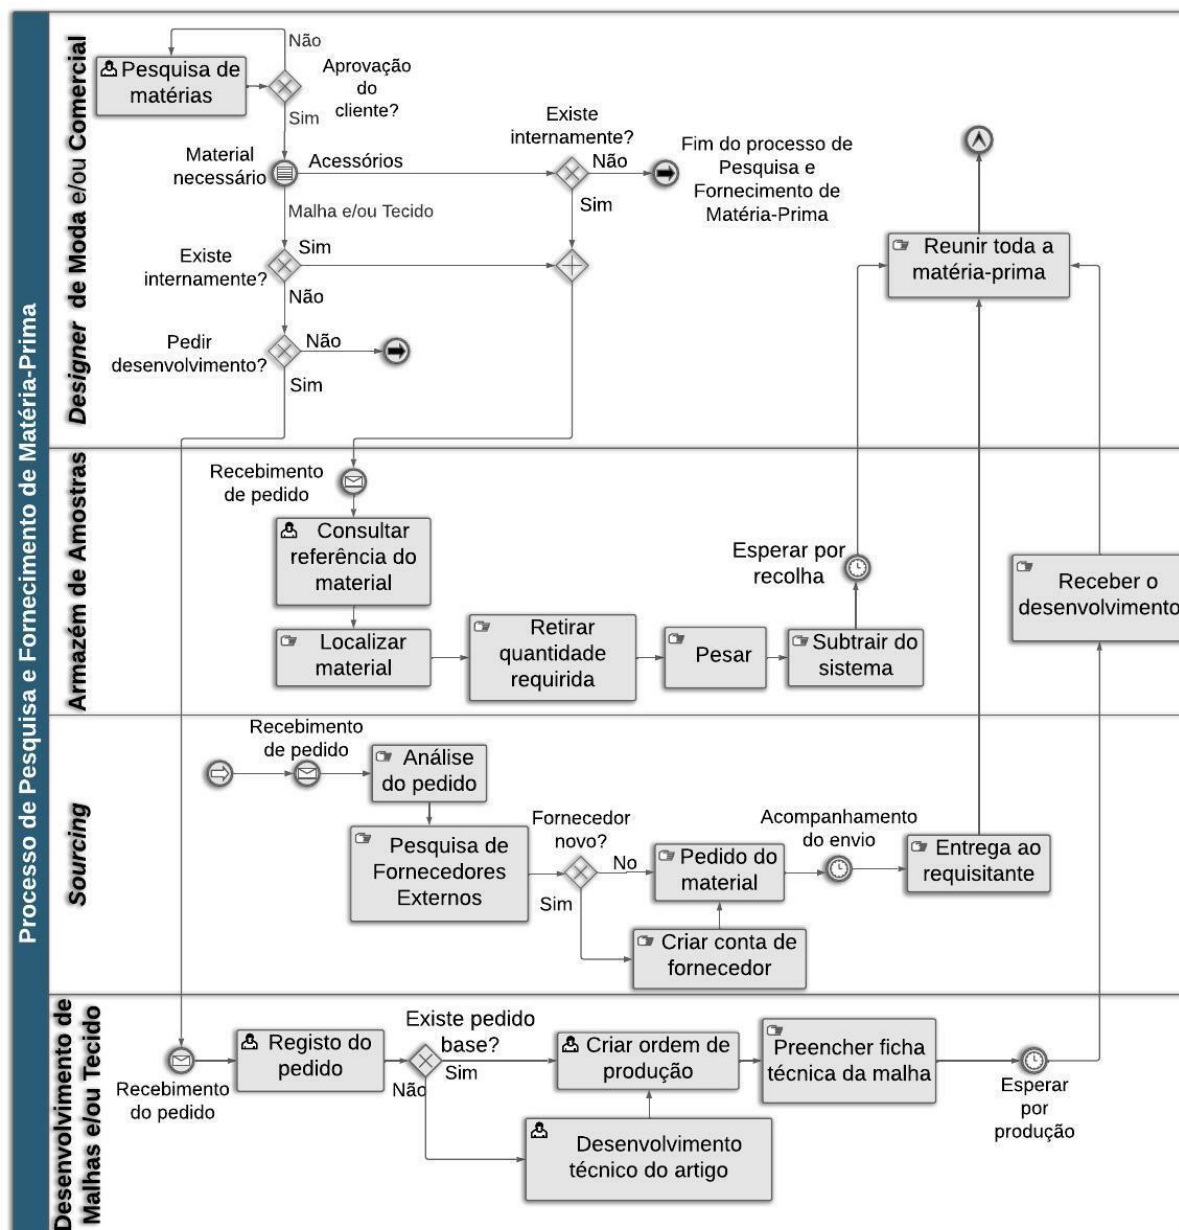 Processo de Pesquisa e Fornecimento de Matéria-Prima
Designer de Moda e/ou Comercial
Não
Pesquisa de
matérias
Aprovação
do
cliente?
Sim
Material
necessário
Acessórios
Existe
internamente?
Não
Sim
Fim do processo de
Pesquisa e
Fornecimento de
Matéria-Prima
Malha e/ou Tecido
Existe
internamente?
Sim
Não
Pedir
desenvolvimento?
Não
Sim
Reunir toda a
matéria-prima
Armazém de Amostras
Recebimento
de pedido
Consultar
referência do
material
Localizar
material
Retirar
quantidade
requirida
Pesar
Subtrair do
sistema
Esperar por
recolha
Receber o
desenvolvimento
Sourcing
Recebimento
de pedido
Análise
do pedido
Pesquisa de
Fornecedores
Externos
Fornecedor
novo?
No
Sim
Pedido do
material
Criar conta de
fornecedor
Acompanhamento
do envio
Entrega ao
requisitante
Desenvolvimento de
Malhas e/ou Tecido
Recebimento
do pedido
Registo do
pedido
Existe pedido
base?
Sim
Não
Criar ordem de
produção
Desenvolvimento
técnico do artigo
Preencher ficha
técnica da malha
Esperar
por
produção